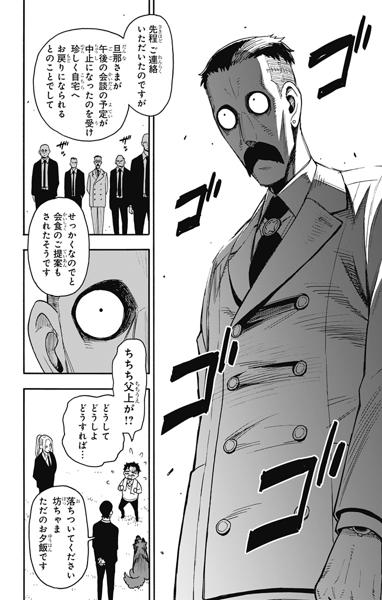 先程ご連絡
いただいたのですが
旦那さまが
午後の会談の予定が
中止になったのを受け
珍しく自宅へ
お戻りになられる
とのことでして
ゴゴゴゴ
せっかくなのでと
会食のご提案も
されたそうです
ちちち父上が!?
どうして
どうしよ
どうすれば…
落ちついてください
坊ちゃま
ただのお夕飯です